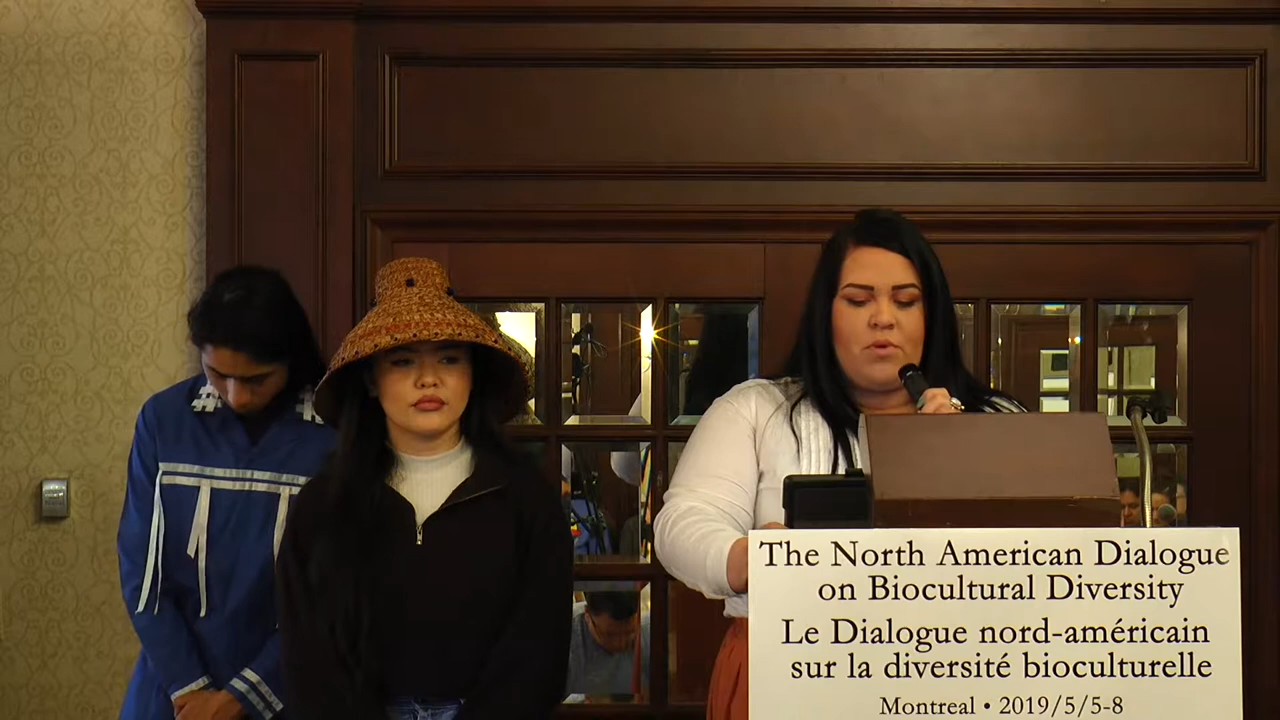 The North American Dialogue
on Biocultural Diversity
Le Dialogue nord-américain
sur la diversité bioculturelle
Montreal • 2019/5/5-8